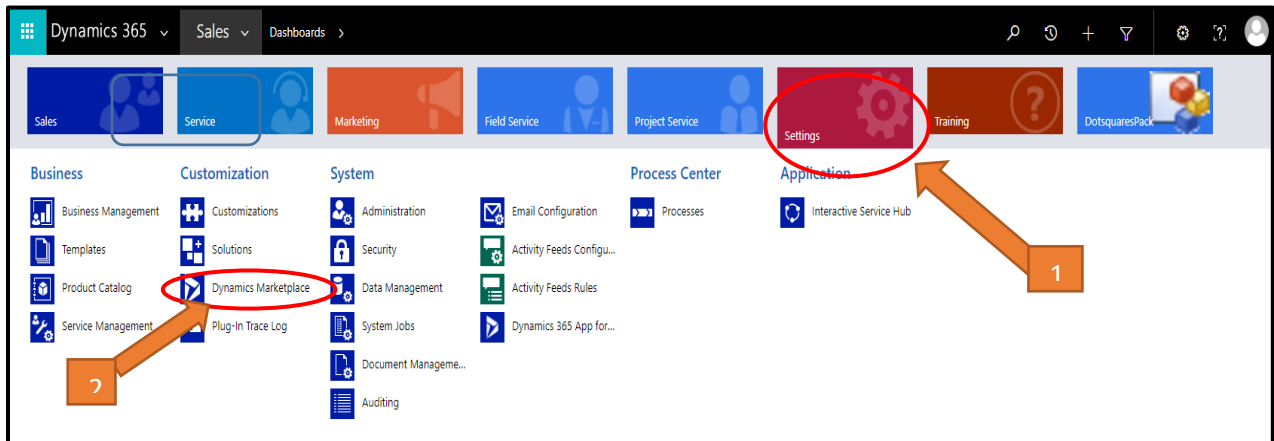 Dynamics 365 Sales Dashboards >
[?]
Sales Service Marketing Field Service Project Service Settings Training DotsquaresPack
Business Customization System Process Center Application
Business Management Customizations Administration Email Configuration Processes Interactive Service Hub
Templates Solutions Security Activity Feeds Configu...
Product Catalog Dynamics Marketplace Data Management Activity Feeds Rules
Service Management Plug-In Trace Log System Jobs Dynamics 365 App for...
Document Manageme...
Auditing
1
2